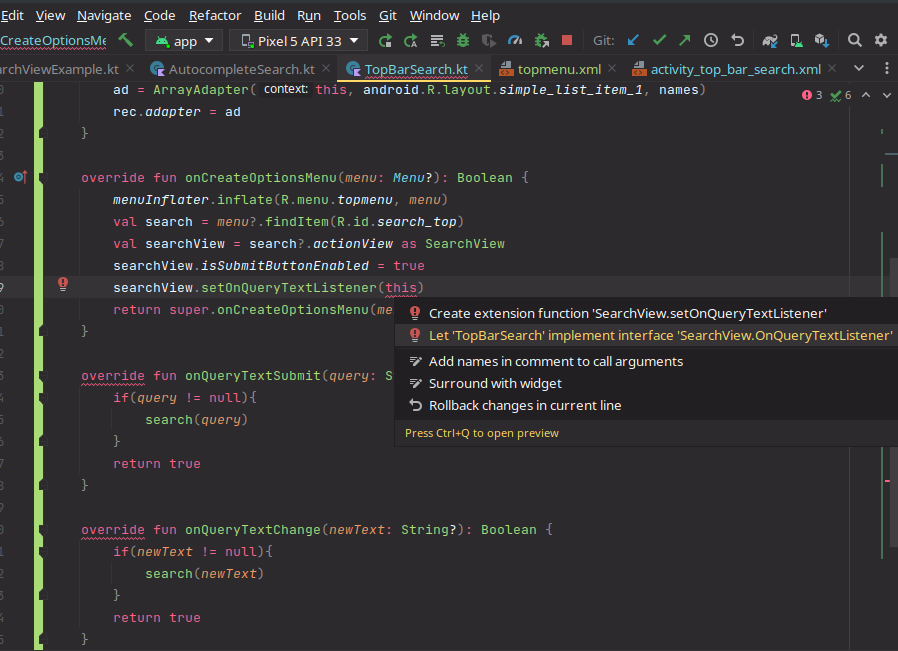 Edit View Navigate Code Refactor Build Run Tools Git Window Help
CreateOptionsMe app Pixel 5 API 33 Git:
rchViewExample.kt AutocompleteSearch.kt TopBarSearch.kt topmenu.xml activity_top_bar_search.xml
ad = ArrayAdapter( context: this, android.R.layout.simple_list_item_1, names)
3 6
rec.adapter = ad
}
override fun onCreateOptionsMenu(menu: Menu?): Boolean {
menuInflater.inflate(R.menu.topmenu, menu)
val search = menu?.findItem(R.id.search_top)
val searchView = search?.actionView as SearchView
searchView.isSubmitButtonEnabled = true
searchView.setOnQueryTextListener(this)
return super.onCreateOptionsMenu(me
}
Create extension function 'SearchView.setOnQueryTextListener'
Let 'TopBarSearch' implement interface 'SearchView.OnQueryTextListener'
Add names in comment to call arguments
Surround with widget
Rollback changes in current line
Press Ctrl+Q to open preview
override fun onQueryTextSubmit(query: S
if(query != null){
search(query)
}
return true
}
override fun onQueryTextChange(newText: String?): Boolean {
if(newText != null){
search(newText)
}
return true
}